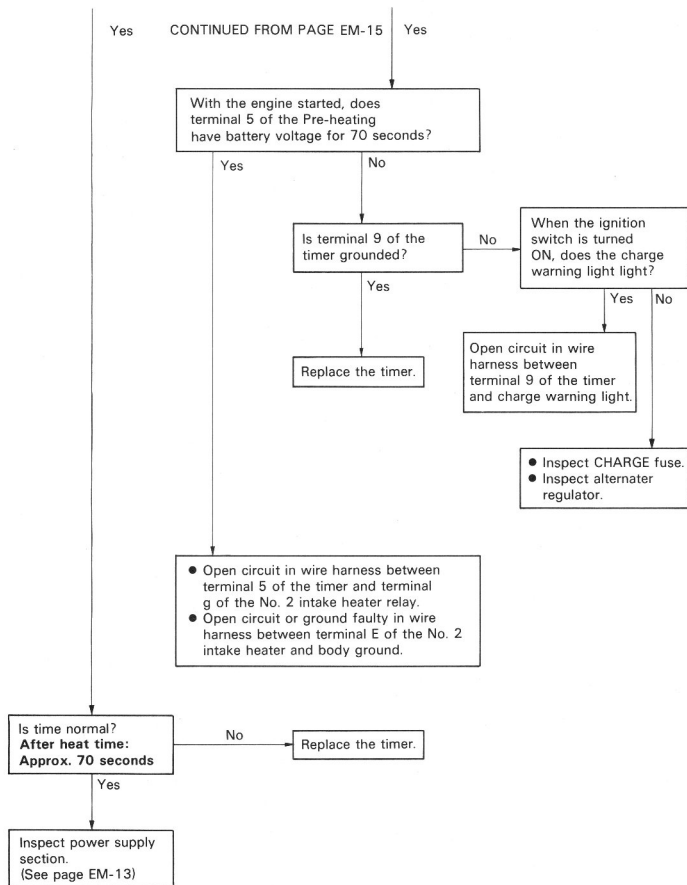 Yes CONTINUED FROM PAGE EM-15 Yes
With the engine started, does
terminal 5 of the Pre-heating
have battery voltage for 70 seconds?
Yes
No
Is terminal 9 of the
timer grounded?
No
When the ignition
switch is turned
ON, does the charge
warning light light?
Yes
Yes
No
Replace the timer.
Open circuit in wire
harness between
terminal 9 of the timer
and charge warning light.
● Inspect CHARGE fuse.
● Inspect alternater
regulator.
● Open circuit in wire harness between
terminal 5 of the timer and terminal
g of the No. 2 intake heater relay.
● Open circuit or ground faulty in wire
harness between terminal E of the No. 2
intake heater and body ground.
Is time normal?
After heat time:
Approx. 70 seconds
No
Replace the timer.
Yes
Inspect power supply
section.
(See page EM-13)